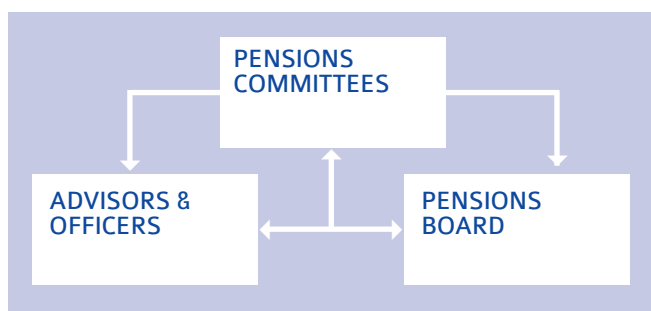 PENSIONS
COMMITTEES
ADVISORS &
OFFICERS
PENSIONS
BOARD